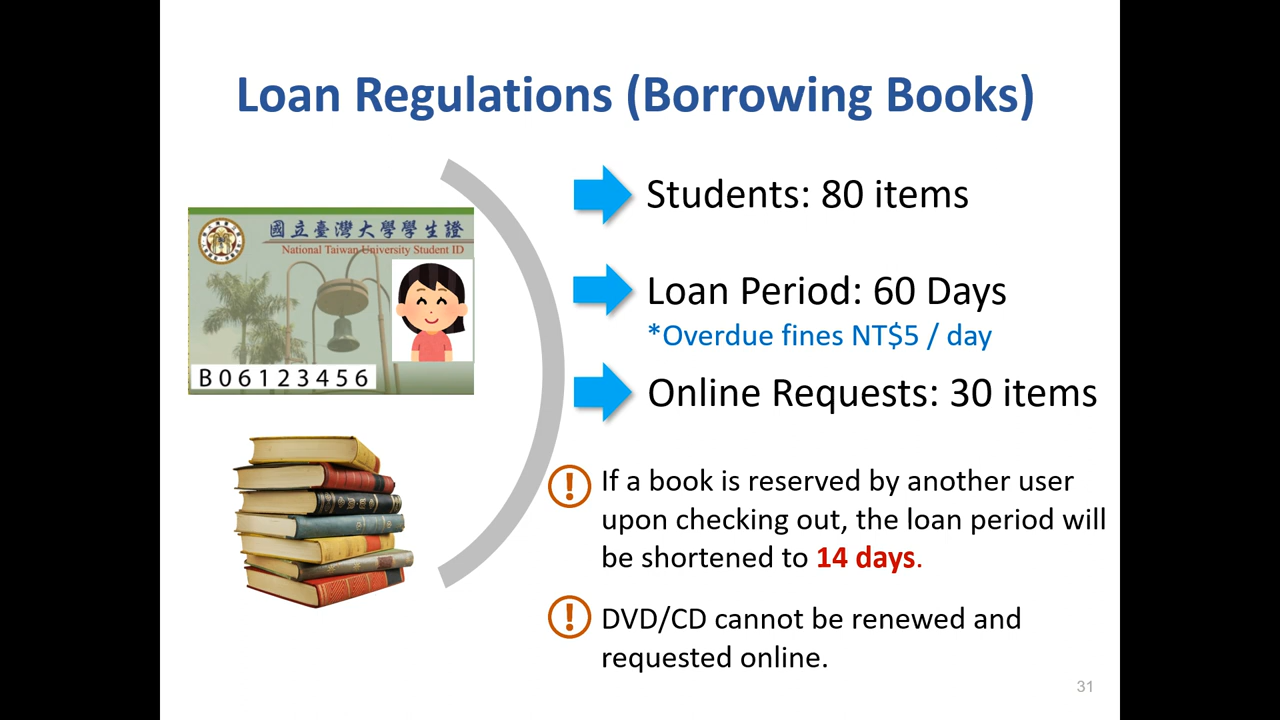 Loan Regulations (Borrowing Books)
國立臺灣大學學生證
National Taiwan University Student ID
B06123456
Students: 80 items
Loan Period: 60 Days
*Overdue fines NT$5 / day
Online Requests: 30 items
! If a book is reserved by another user
upon checking out, the loan period will
be shortened to 14 days.
! DVD/CD cannot be renewed and
requested online.
31